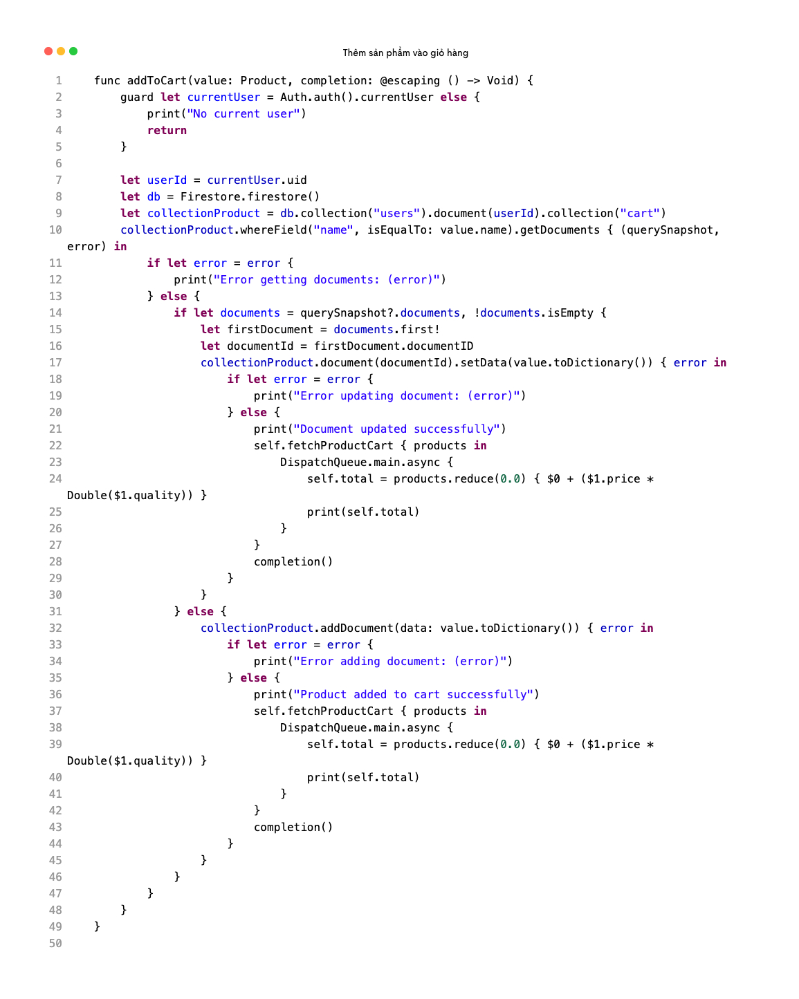 Thêm sản phẩm vào giỏ hàng
1     func addToCart(value: Product, completion: @escaping () -> Void) {
2         guard let currentUser = Auth.auth().currentUser else {
3             print("No current user")
4             return
5         }
6
7         let userId = currentUser.uid
8         let db = Firestore.firestore()
9         let collectionProduct = db.collection("users").document(userId).collection("cart")
10         collectionProduct.whereField("name", isEqualTo: value.name).getDocuments { (querySnapshot,
error) in
11             if let error = error {
12                 print("Error getting documents: (error)")
13             } else {
14                 if let documents = querySnapshot?.documents, !documents.isEmpty {
15                     let firstDocument = documents.first!
16                     let documentId = firstDocument.documentID
17                     collectionProduct.document(documentId).setData(value.toDictionary()) { error in
18                         if let error = error {
19                             print("Error updating document: (error)")
20                         } else {
21                             print("Document updated successfully")
22                             self.fetchProductCart { products in
23                                 DispatchQueue.main.async {
24                                     self.total = products.reduce(0.0) { $0 + ($1.price *
Double($1.quality)) }
25                                     print(self.total)
26                                 }
27                             }
28                             completion()
29                         }
30                     }
31                 } else {
32                     collectionProduct.addDocument(data: value.toDictionary()) { error in
33                         if let error = error {
34                             print("Error adding document: (error)")
35                         } else {
36                             print("Product added to cart successfully")
37                             self.fetchProductCart { products in
38                                 DispatchQueue.main.async {
39                                     self.total = products.reduce(0.0) { $0 + ($1.price *
Double($1.quality)) }
40                                     print(self.total)
41                                 }
42                             }
43                             completion()
44                         }
45                     }
46                 }
47             }
48         }
49     }
50